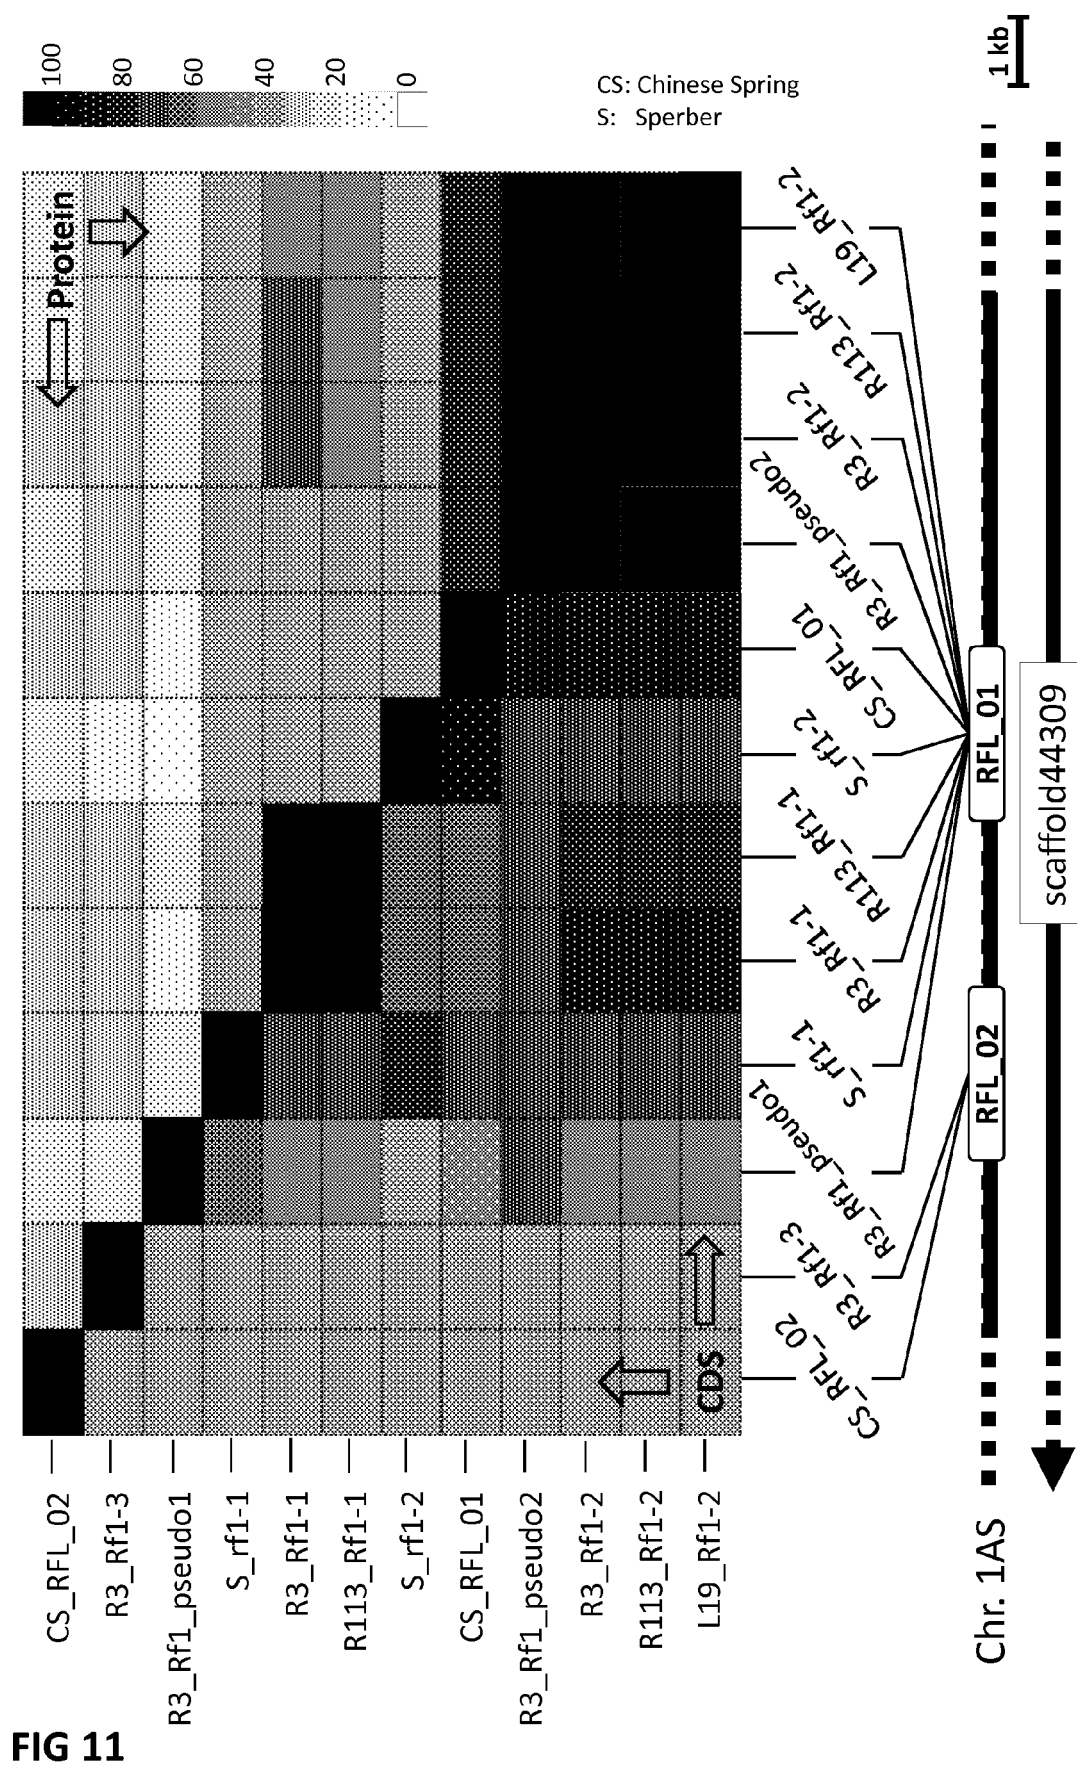 100
80
60
40
20
0
CS: Chinese Spring
S: Sperber
1 kb
Protein
CDS
CS_RFL_02
R3_Rf1-3
R3_Rf1_pseudo1
S_rf1-1
R3_Rf1-1
R113_Rf1-1
S_rf1-2
CS_RFL_01
R3_Rf1_pseudo2
R3_Rf1-2
R113_Rf1-2
L19_Rf1-2
CS_RFL_02
R3_Rf1-3
R3_Rf1_pseudo1
S_rf1-1
R3_Rf1-1
R113_Rf1-1
S_rf1-2
CS_RFL_01
R3_Rf1_pseudo2
R3_Rf1-2
R113_Rf1-2
L19_Rf1-2
Chr. 1AS
RFL_02
RFL_01
scaffold44309
FIG 11